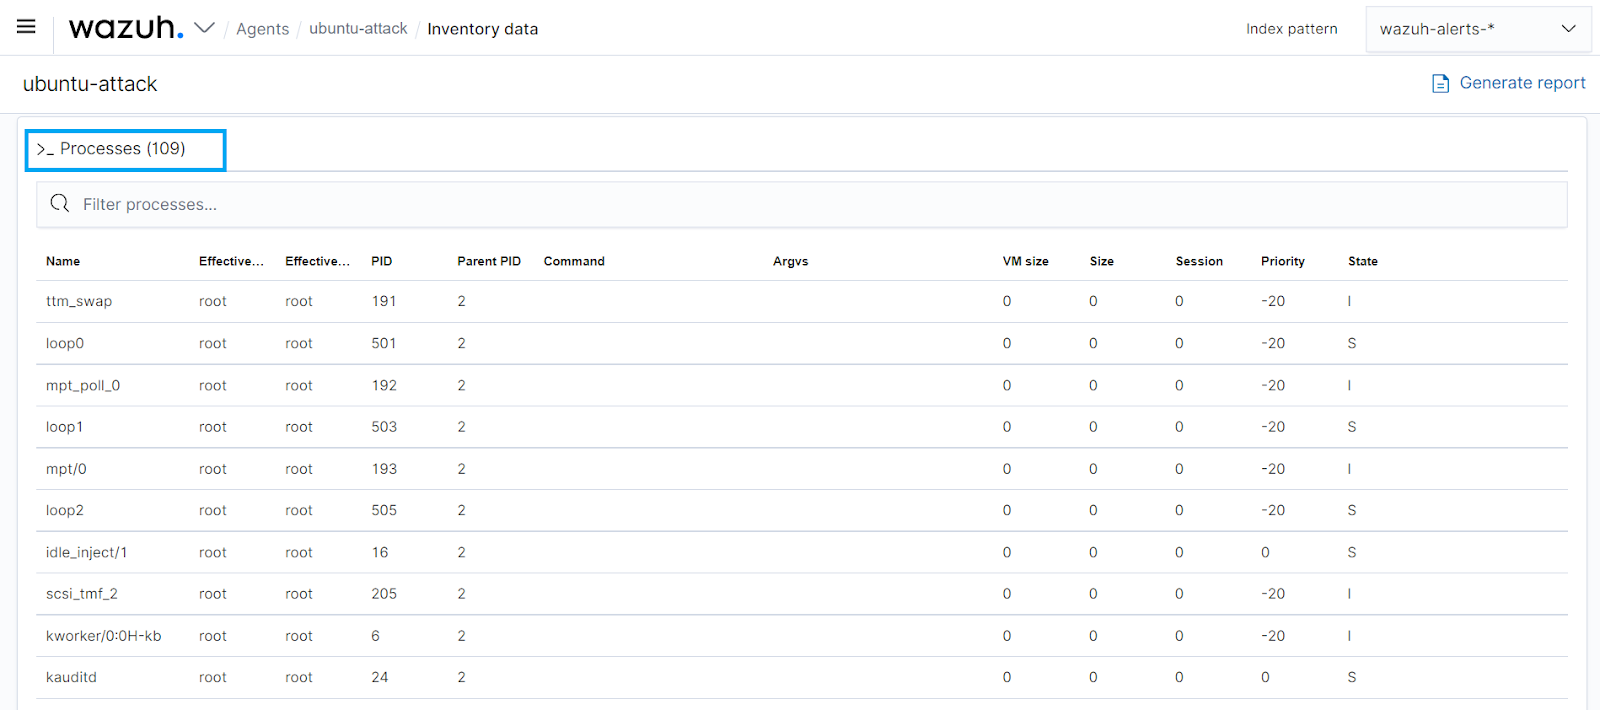 wazuh. / Agents / ubuntu-attack / Inventory data Index pattern wazuh-alerts-*
ubuntu-attack Generate report
>_ Processes (109)
Filter processes...
Name Effective... Effective... PID Parent PID Command Argvs VM size Size Session Priority State
ttm_swap root root 191 2 0 0 0 -20 I
loop0 root root 501 2 0 0 0 -20 S
mpt_poll_0 root root 192 2 0 0 0 -20 I
loop1 root root 503 2 0 0 0 -20 S
mpt/0 root root 193 2 0 0 0 -20 I
loop2 root root 505 2 0 0 0 -20 S
idle_inject/1 root root 16 2 0 0 0 0 S
scsi_tmf_2 root root 205 2 0 0 0 -20 I
kworker/0:0H-kb root root 6 2 0 0 0 -20 I
kauditd root root 24 2 0 0 0 0 S